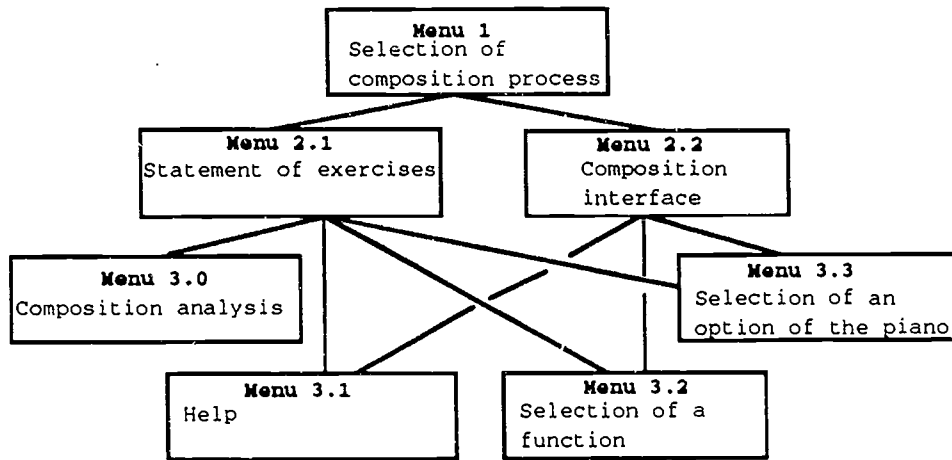 Menu 1
Selection of
composition process
Menu 2.1
Statement of exercises
Menu 2.2
Composition
interface
Menu 3.0
Composition analysis
Menu 3.3
Selection of an
option of the piano
Menu 3.1
Help
Menu 3.2
Selection of a
function